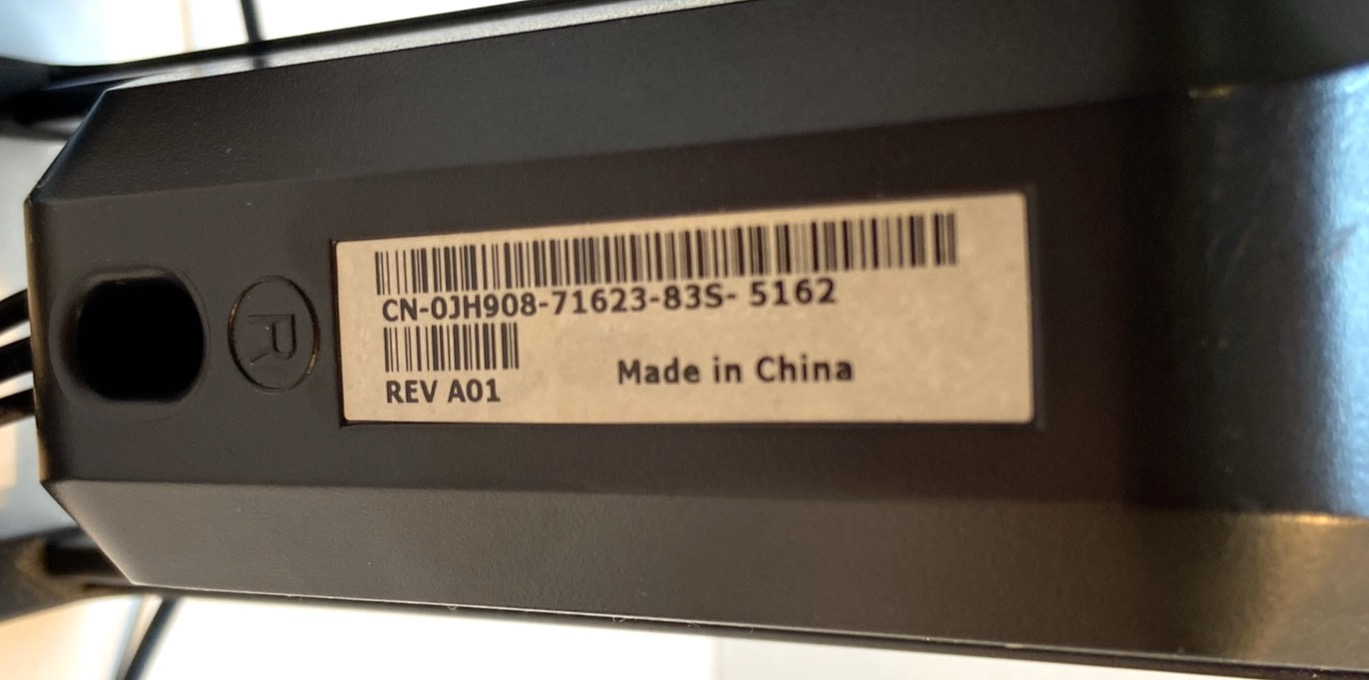 R
CN-0JH908-71623-83S- 5162
REV A01
Made in China